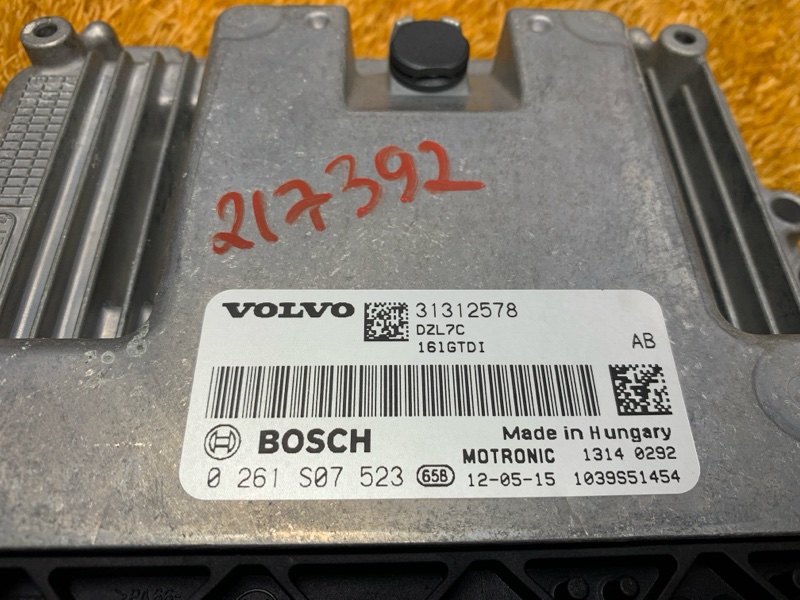 217392
VOLVO 31312578
DZL7C
161GTDI AB
BOSCH Made in Hungary
MOTRONIC 1314 0292
0 261 S07 523 65B 12-05-15 1039S51454
>PA66-